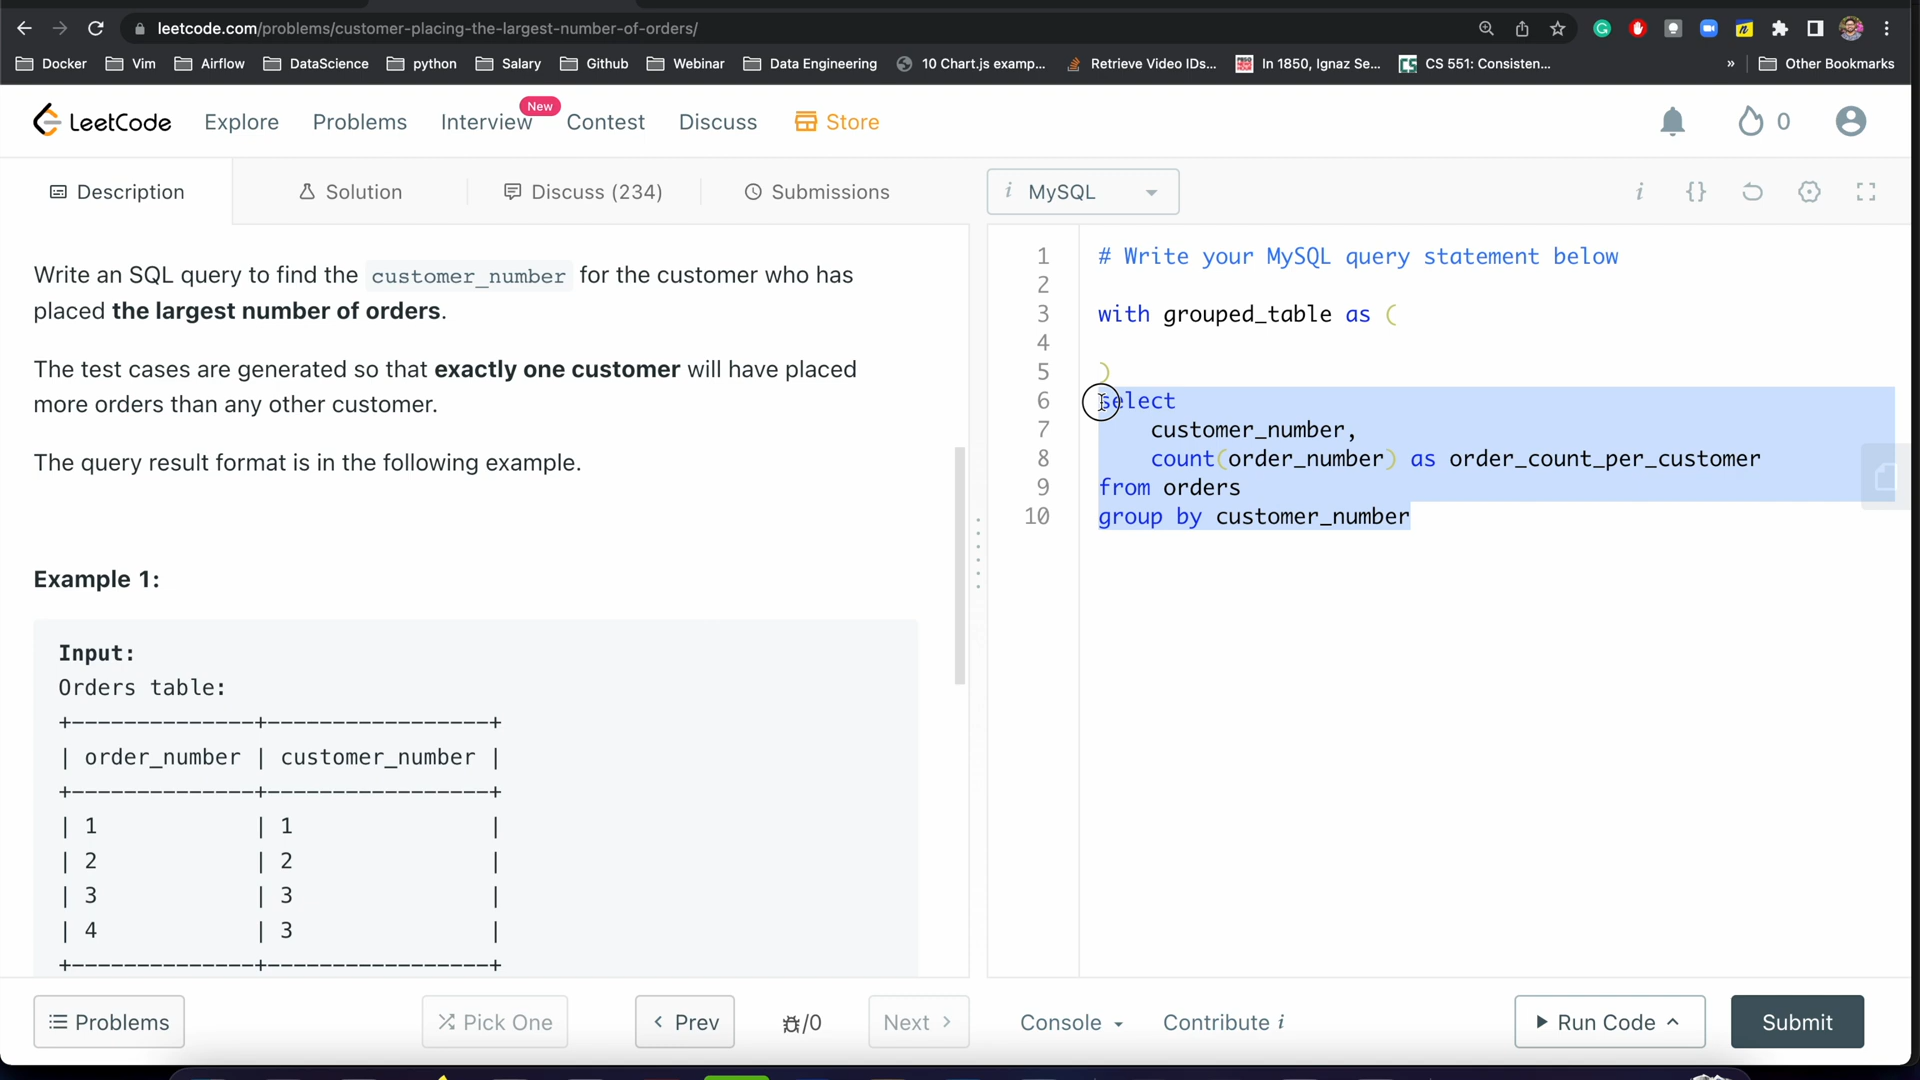 leetcode.com/problems/customer-placing-the-largest-number-of-orders/
Docker Vim Airflow DataScience python Salary Github Webinar Data Engineering 10 Chart.js examp... Retrieve Video IDs... In 1850, Ignaz Se... CS 551: Consisten... » Other Bookmarks
LeetCode Explore Problems Interview New Contest Discuss Store 0
Description Solution Discuss (234) Submissions
i MySQL i {}
Write an SQL query to find the customer_number for the customer who has
placed the largest number of orders.
The test cases are generated so that exactly one customer will have placed
more orders than any other customer.
The query result format is in the following example.
Example 1:
Input:
Orders table:
+--------------+-----------------+
| order_number | customer_number |
+--------------+-----------------+
| 1 | 1 |
| 2 | 2 |
| 3 | 3 |
| 4 | 3 |
+--------------+-----------------+
1 # Write your MySQL query statement below
2
3 with grouped_table as (
4
5 )
6 select
7 customer_number,
8 count(order_number) as order_count_per_customer
9 from orders
10 group by customer_number
Problems Pick One < Prev /0 Next > Console Contribute i Run Code Submit